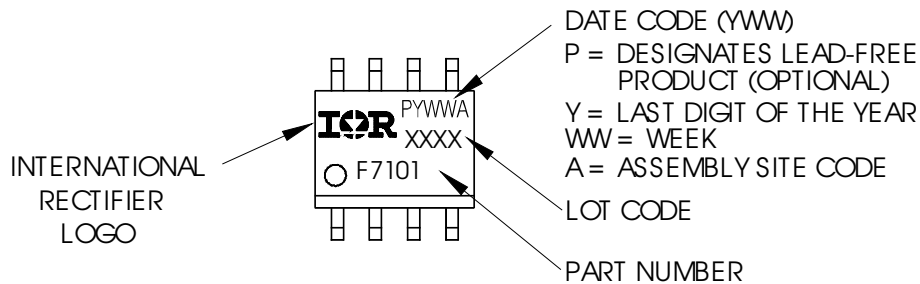 DATE CODE (YWW)
P = DESIGNATES LEAD-FREE
PRODUCT (OPTIONAL)
Y = LAST DIGIT OF THE YEAR
WW = WEEK
A = ASSEMBLY SITE CODE
LOT CODE
PART NUMBER
INTERNATIONAL
RECTIFIER
LOGO
IOR
PYWWA
XXXX
F7101